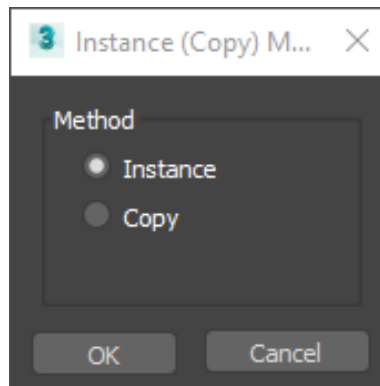 3 Instance (Copy) M...
Method
Instance
Copy
OK Cancel